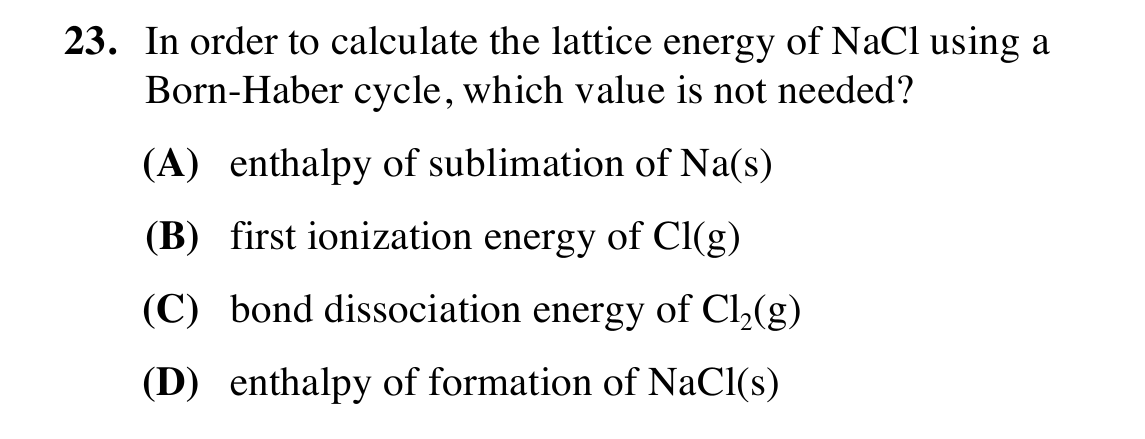 23. In order to calculate the lattice energy of NaCl using a
Born-Haber cycle, which value is not needed?
(A) enthalpy of sublimation of Na(s)
(B) first ionization energy of Cl(g)
(C) bond dissociation energy of Cl₂(g)
(D) enthalpy of formation of NaCl(s)